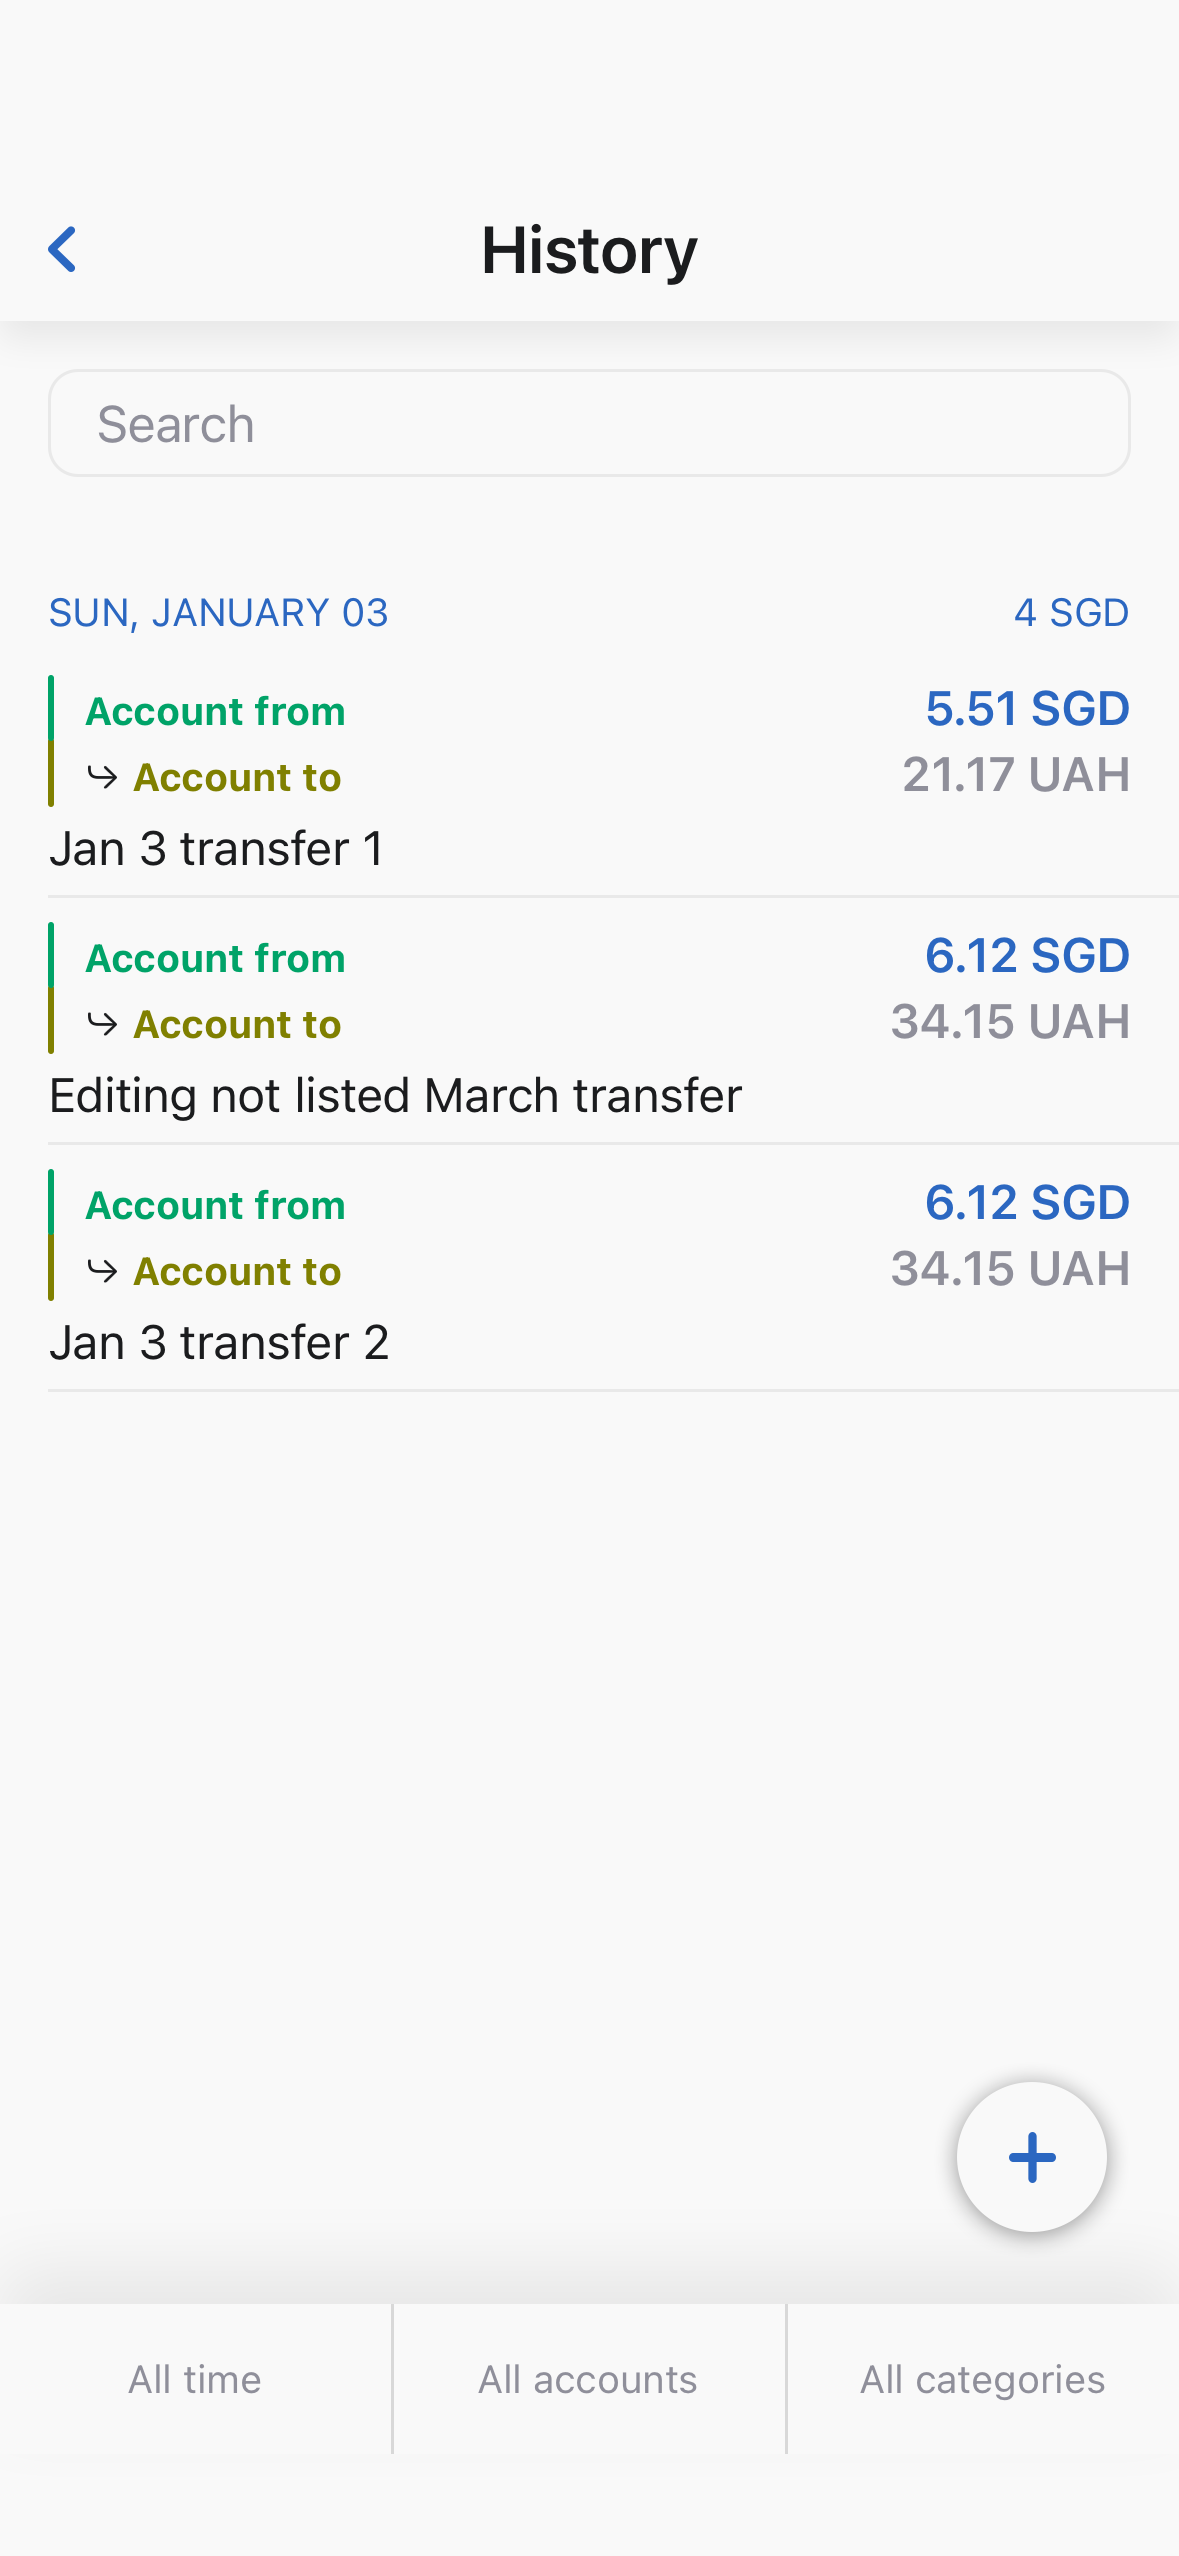 History
Search
SUN, JANUARY 03 4 SGD
Account from 5.51 SGD
Account to 21.17 UAH
Jan 3 transfer 1
Account from 6.12 SGD
Account to 34.15 UAH
Editing not listed March transfer
Account from 6.12 SGD
Account to 34.15 UAH
Jan 3 transfer 2
All time All accounts All categories